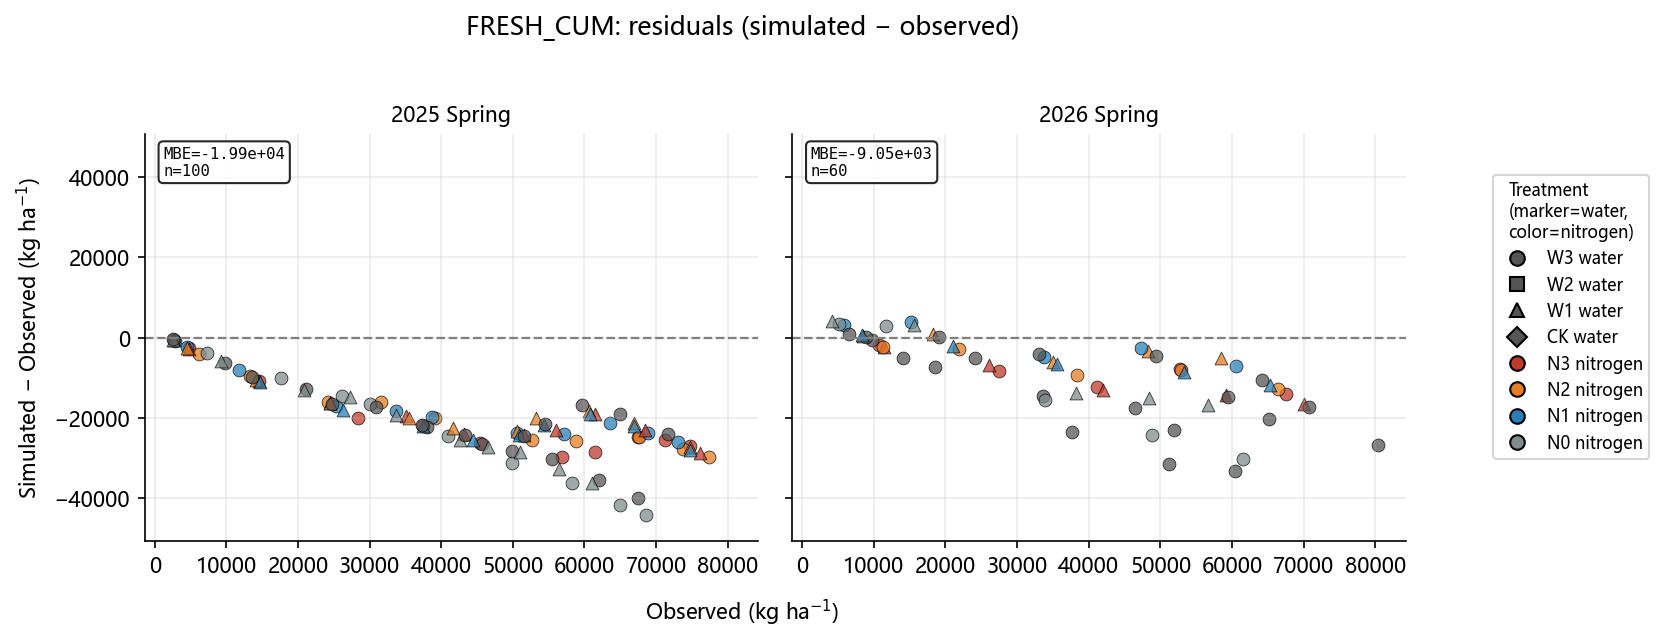 FRESH_CUM: residuals (simulated − observed)
2025 Spring
2026 Spring
MBE=-1.99e+04
n=100
MBE=-9.05e+03
n=60
Simulated − Observed (kg ha⁻¹)
40000
20000
0
−20000
−40000
0 10000 20000 30000 40000 50000 60000 70000 80000
0 10000 20000 30000 40000 50000 60000 70000 80000
Observed (kg ha⁻¹)
Treatment
(marker=water,
color=nitrogen)
W3 water
W2 water
W1 water
CK water
N3 nitrogen
N2 nitrogen
N1 nitrogen
N0 nitrogen